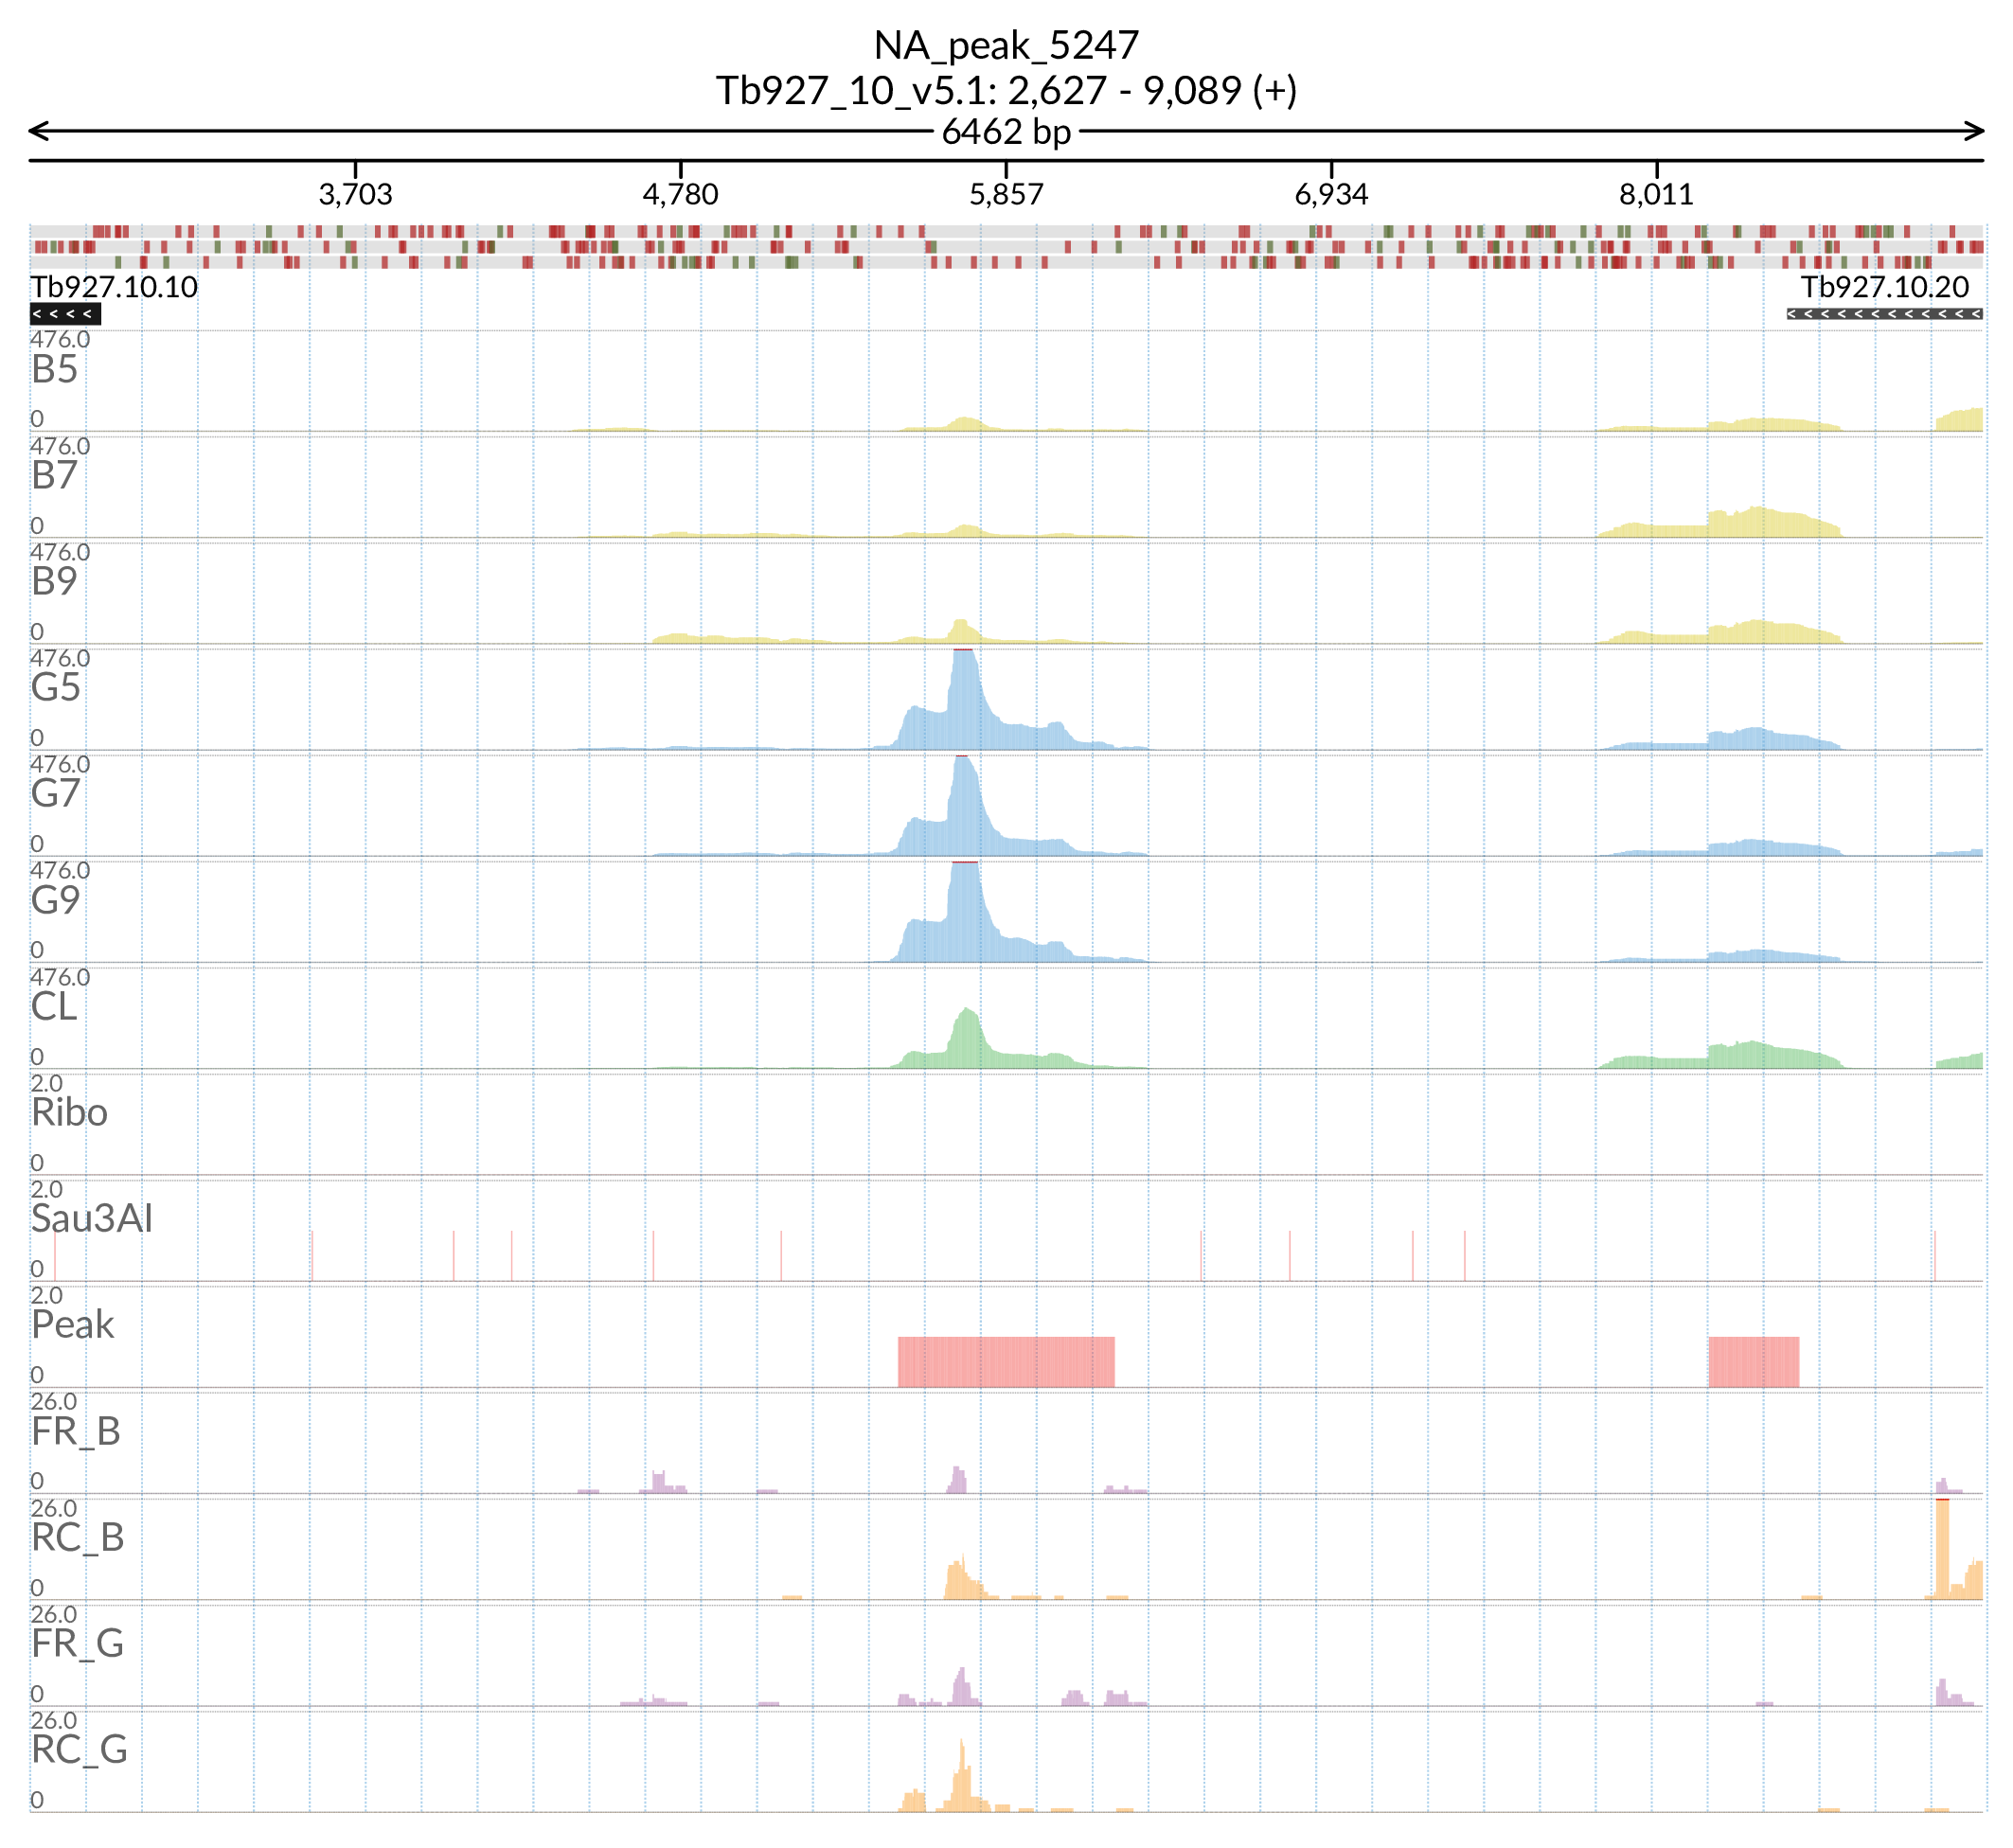 NA_peak_5247
Tb927_10_v5.1: 2,627 - 9,089 (+)
6462 bp
3,703 4,780 5,857 6,934 8,011
Tb927.10.10 Tb927.10.20
476.0
B5
0
476.0
B7
0
476.0
B9
0
476.0
G5
0
476.0
G7
0
476.0
G9
0
476.0
CL
0
2.0
Ribo
0
2.0
Sau3AI
0
2.0
Peak
0
26.0
FR_B
0
26.0
RC_B
0
26.0
FR_G
0
26.0
RC_G
0